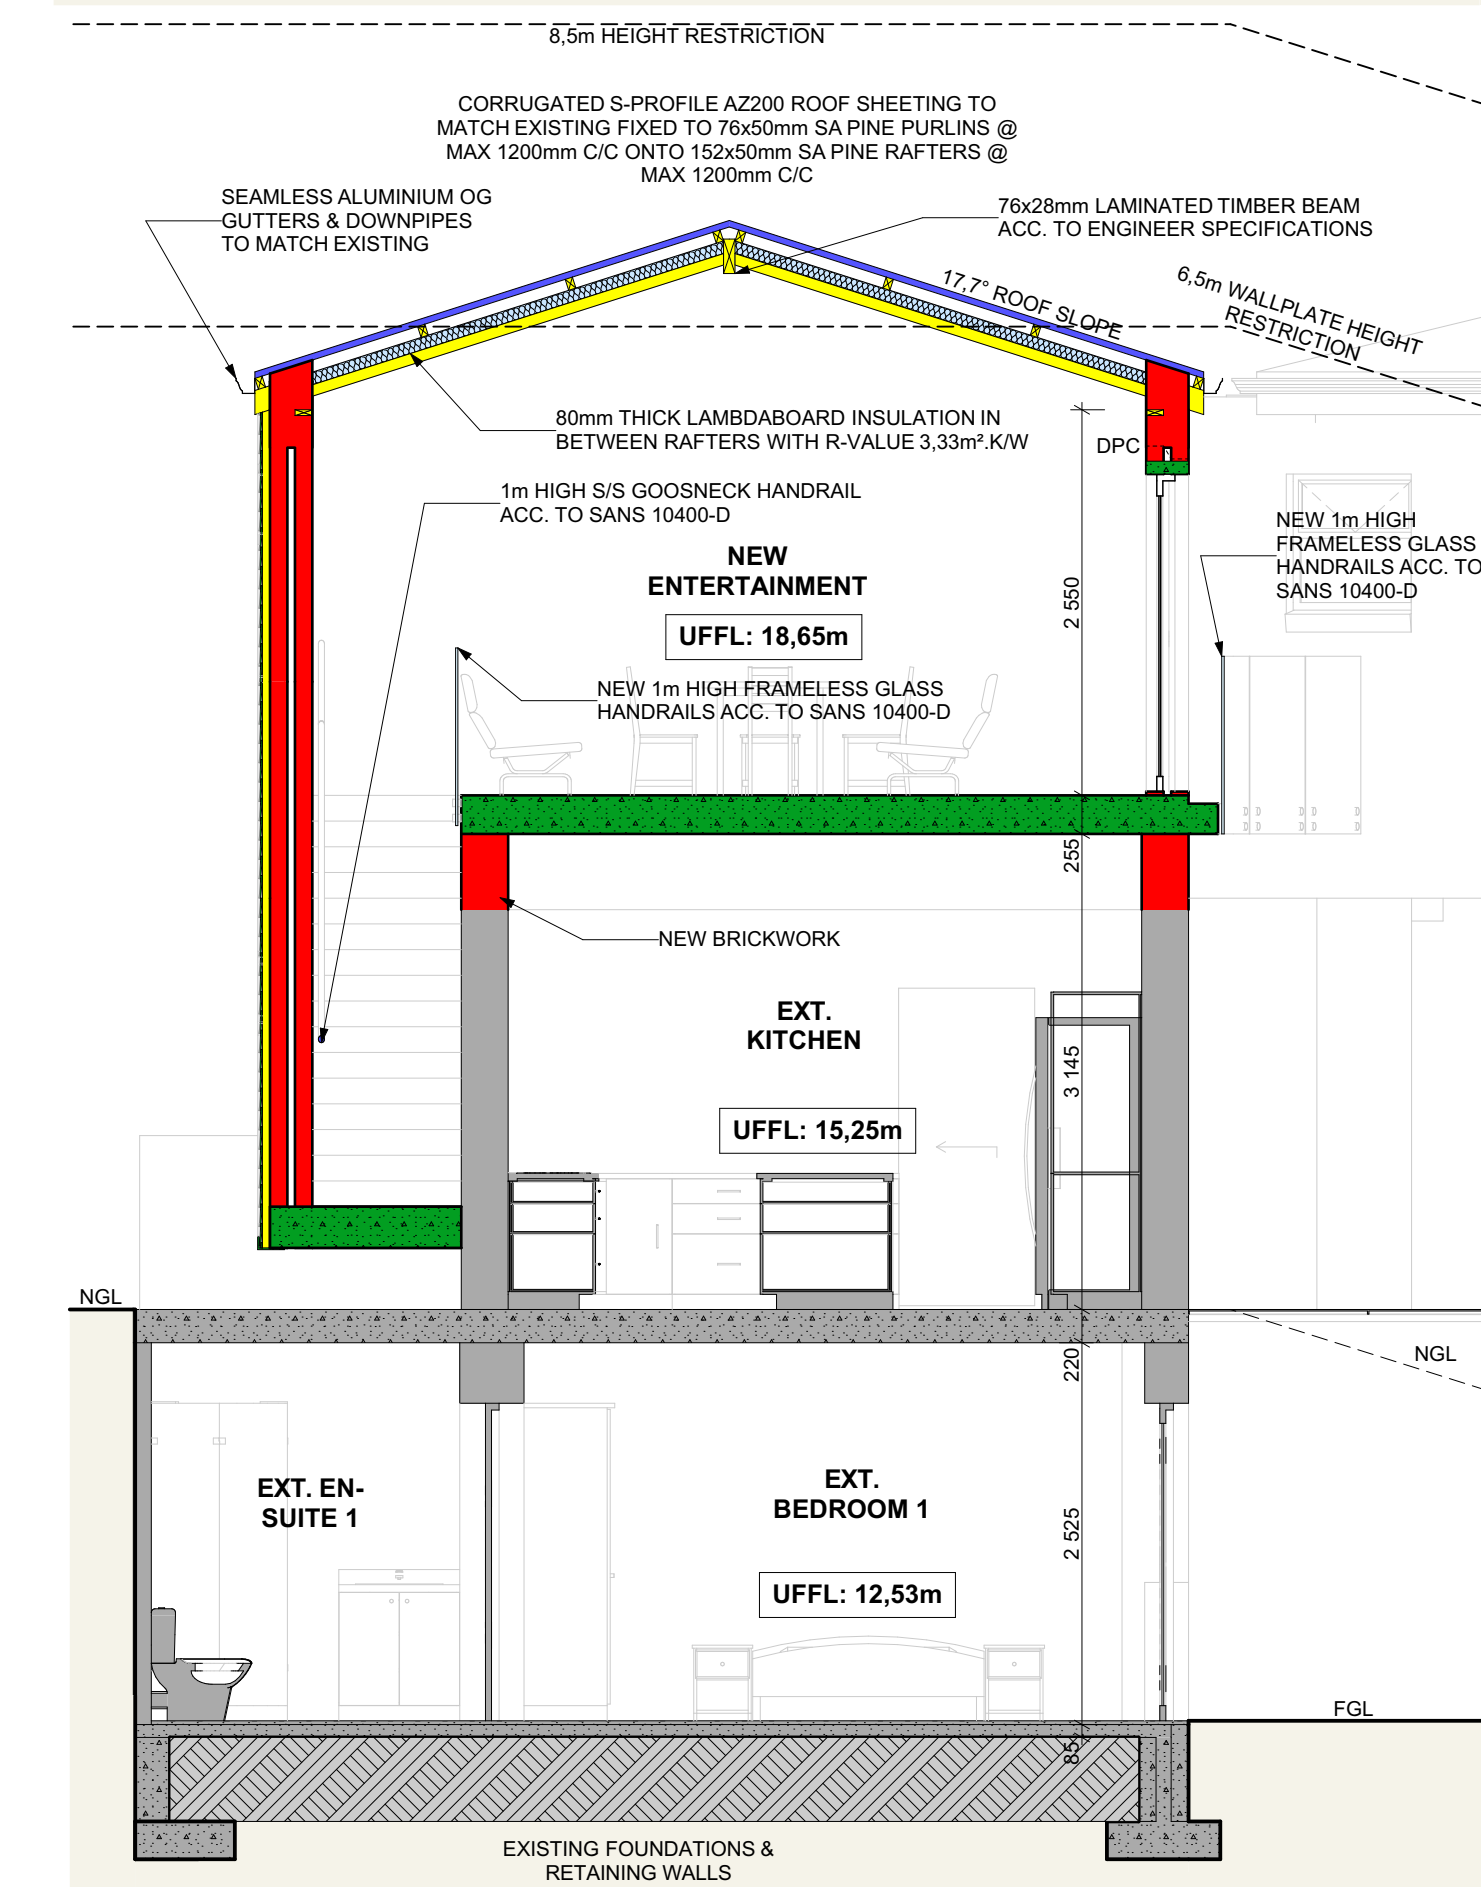 8,5m HEIGHT RESTRICTION
CORRUGATED S-PROFILE AZ200 ROOF SHEETING TO
MATCH EXISTING FIXED TO 76x50mm SA PINE PURLINS @
MAX 1200mm C/C ONTO 152x50mm SA PINE RAFTERS @
MAX 1200mm C/C
SEAMLESS ALUMINIUM OG
GUTTERS & DOWNPIPES
TO MATCH EXISTING
76x28mm LAMINATED TIMBER BEAM
ACC. TO ENGINEER SPECIFICATIONS
17,7° ROOF SLOPE
6,5m WALLPLATE HEIGHT
RESTRICTION
80mm THICK LAMBDABOARD INSULATION IN
BETWEEN RAFTERS WITH R-VALUE 3,33m².K/W
DPC
1m HIGH S/S GOOSNECK HANDRAIL
ACC. TO SANS 10400-D
NEW 1m HIGH
FRAMELESS GLASS
HANDRAILS ACC. TO
SANS 10400-D
NEW
ENTERTAINMENT
UFFL: 18,65m
2 550
NEW 1m HIGH FRAMELESS GLASS
HANDRAILS ACC. TO SANS 10400-D
255
NEW BRICKWORK
EXT.
KITCHEN
3 145
UFFL: 15,25m
NGL
NGL
220
EXT. EN-
SUITE 1
EXT.
BEDROOM 1
2 525
UFFL: 12,53m
FGL
85
EXISTING FOUNDATIONS &
RETAINING WALLS